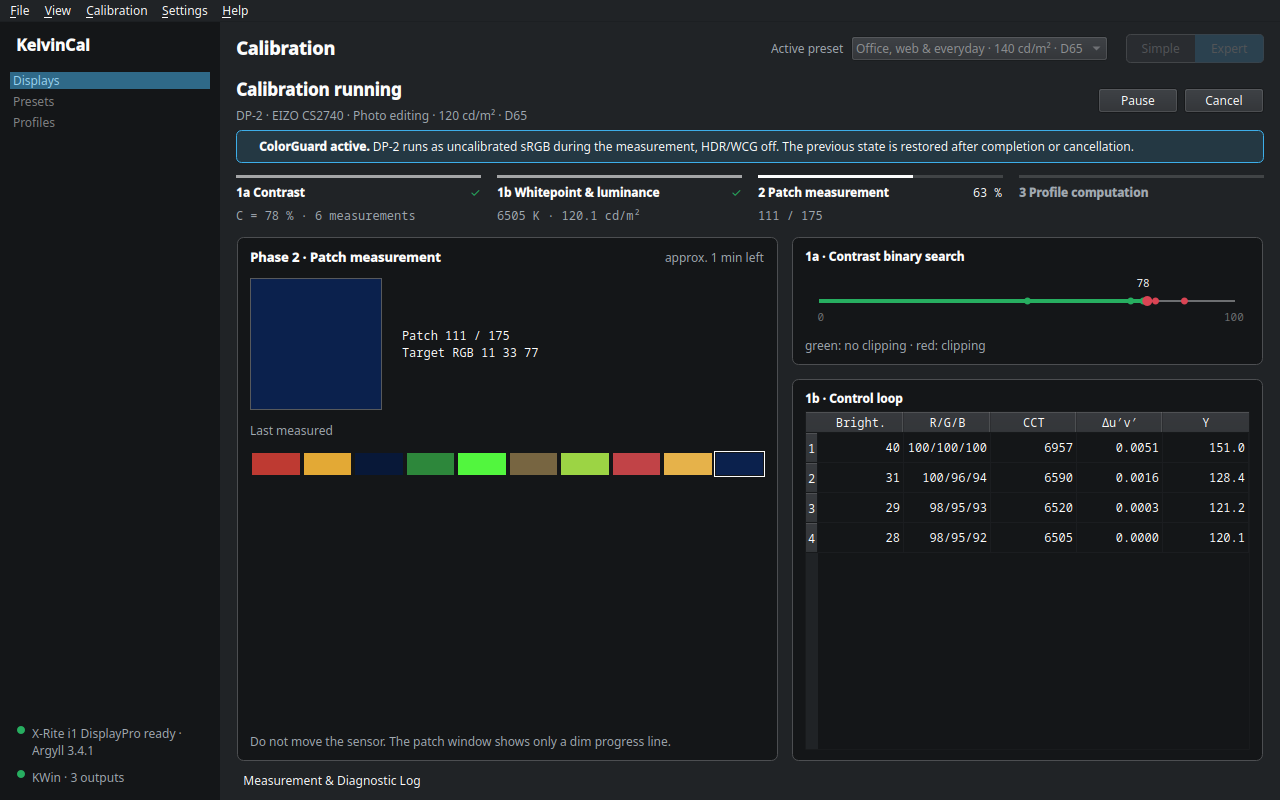 File View Calibration Settings Help
KelvinCal
Displays
Presets
Profiles
X-Rite i1 DisplayPro ready ·
Argyll 3.4.1
KWin · 3 outputs
Calibration
Active preset Office, web & everyday · 140 cd/m² · D65 Simple Expert
Calibration running
DP-2 · EIZO CS2740 · Photo editing · 120 cd/m² · D65
Pause Cancel
ColorGuard active. DP-2 runs as uncalibrated sRGB during the measurement, HDR/WCG off. The previous state is restored after completion or cancellation.
1a Contrast ✓ 1b Whitepoint & luminance ✓ 2 Patch measurement 63 % 3 Profile computation
C = 78 % · 6 measurements 6505 K · 120.1 cd/m² 111 / 175
Phase 2 · Patch measurement approx. 1 min left
Patch 111 / 175
Target RGB 11 33 77
Last measured
Do not move the sensor. The patch window shows only a dim progress line.
1a · Contrast binary search
78
0 100
green: no clipping · red: clipping
1b · Control loop
Bright. R/G/B CCT Δu′v′ Y
1 40 100/100/100 6957 0.0051 151.0
2 31 100/96/94 6590 0.0016 128.4
3 29 98/95/93 6520 0.0003 121.2
4 28 98/95/92 6505 0.0000 120.1
Measurement & Diagnostic Log